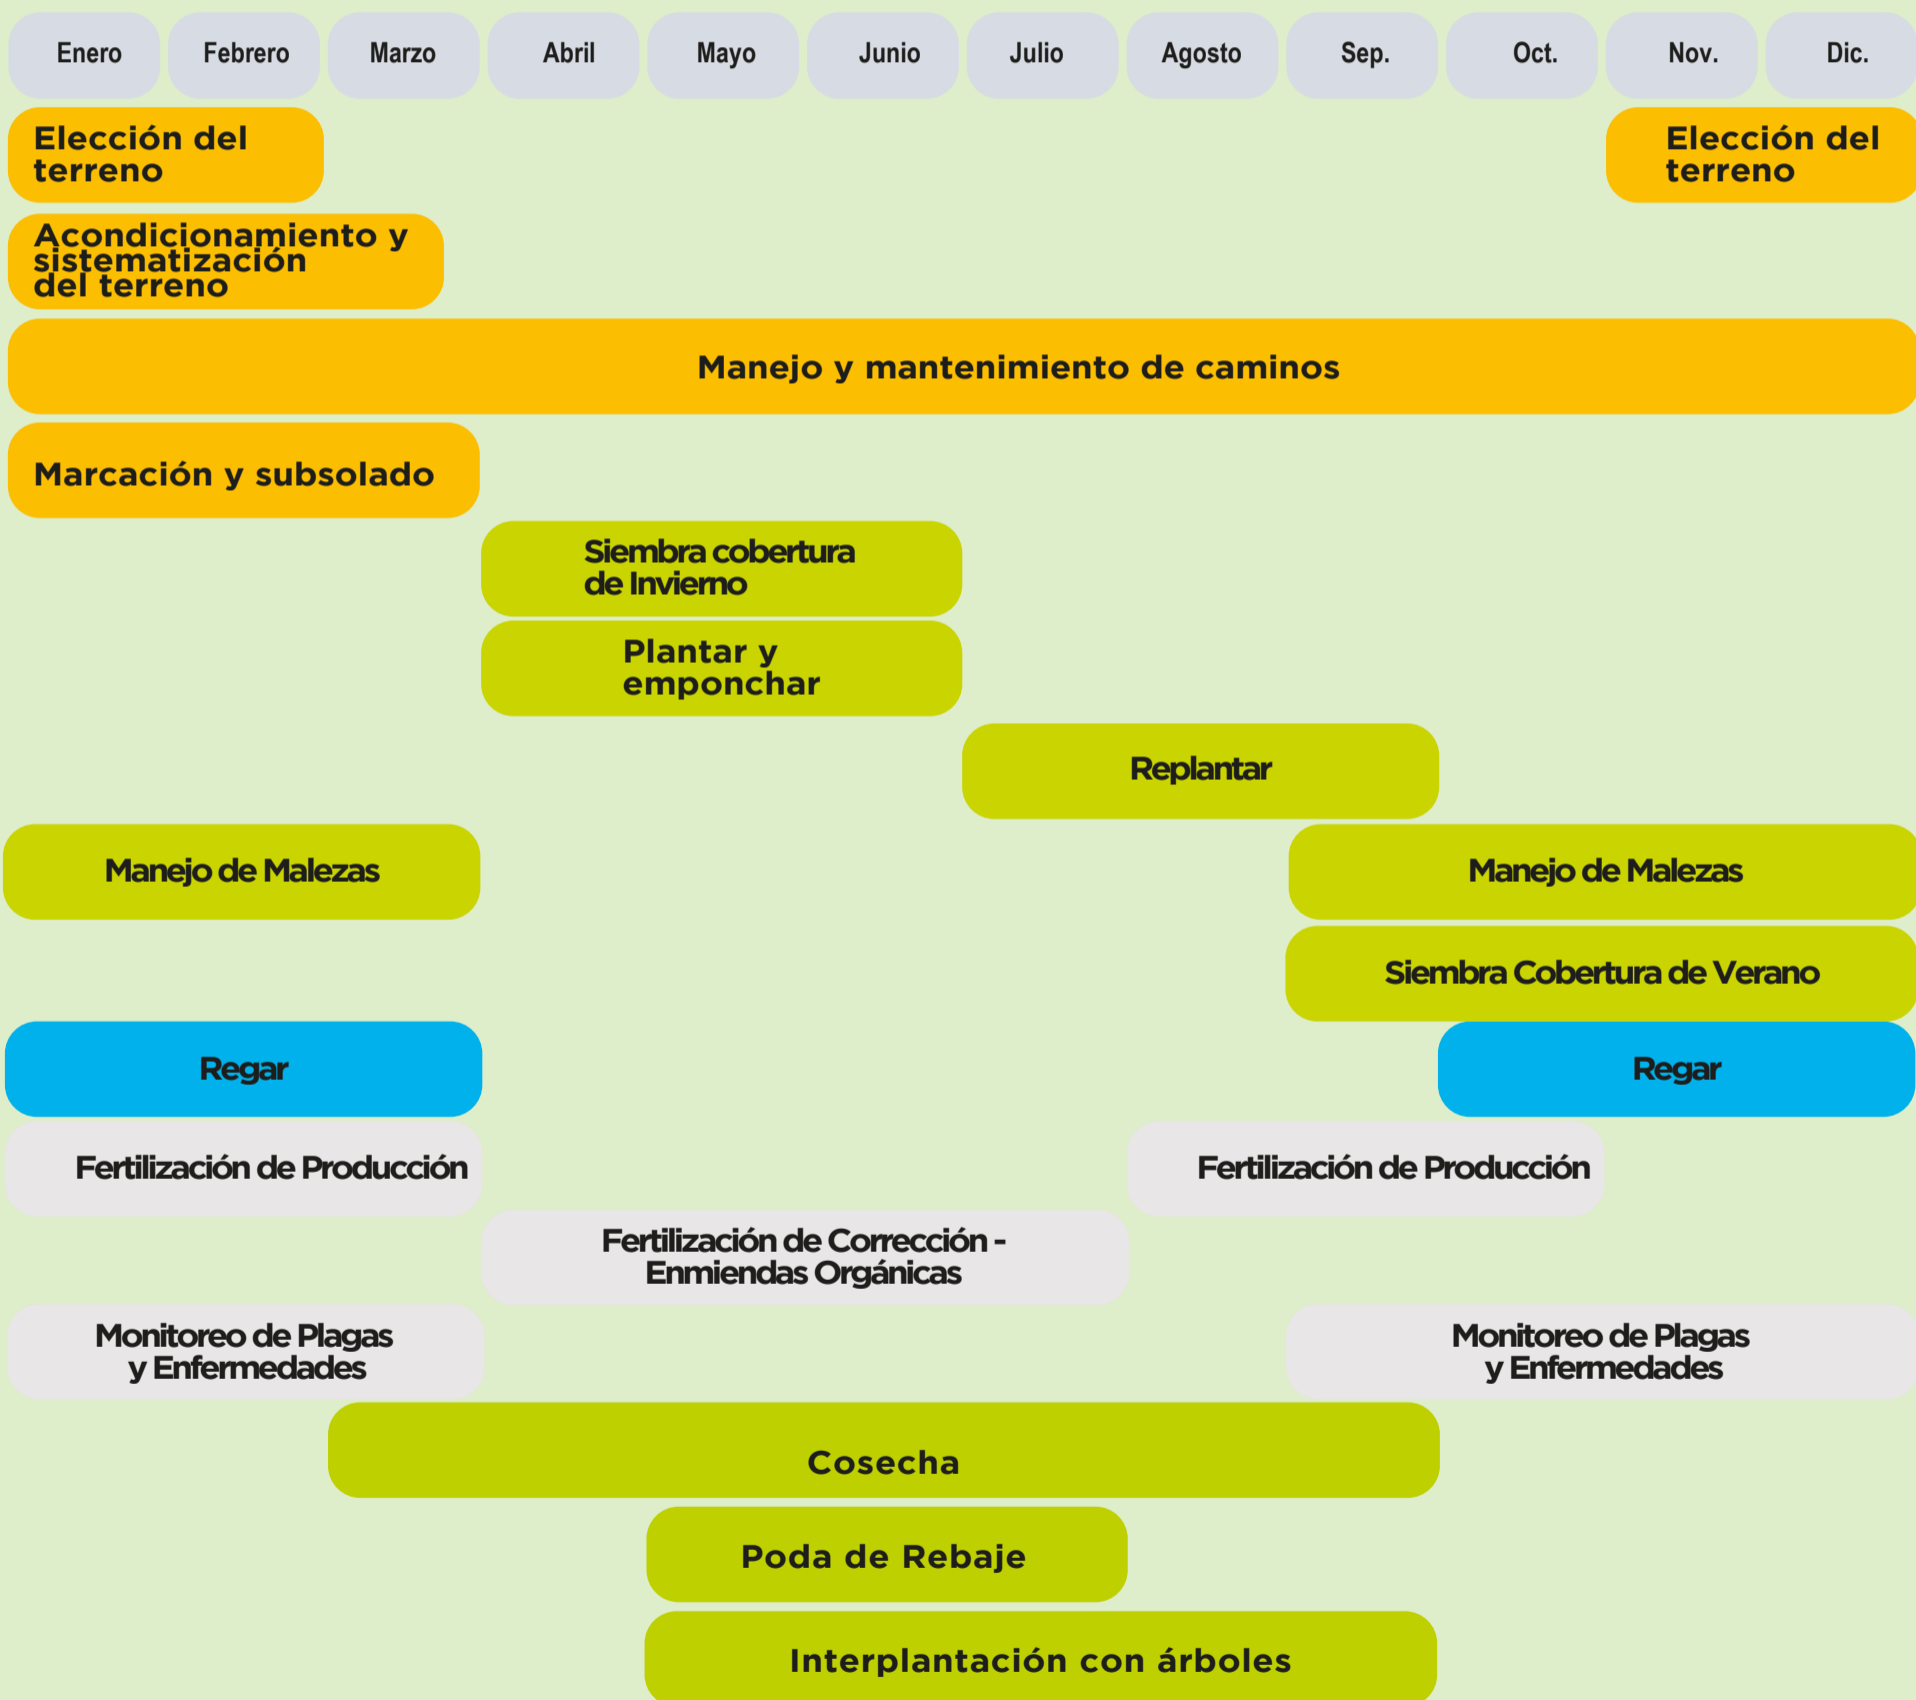 Enero Febrero Marzo Abril Mayo Junio Julio Agosto Sep. Oct. Nov. Dic.
Elección del
terreno
Elección del
terreno
Acondicionamiento y
sistematización
del terreno
Manejo y mantenimiento de caminos
Marcación y subsolado
Siembra cobertura
de Invierno
Plantar y
emponchar
Replantar
Manejo de Malezas
Manejo de Malezas
Siembra Cobertura de Verano
Regar
Regar
Fertilización de Producción
Fertilización de Producción
Fertilización de Corrección -
Enmiendas Orgánicas
Monitoreo de Plagas
y Enfermedades
Monitoreo de Plagas
y Enfermedades
Cosecha
Poda de Rebaje
Interplantación con árboles